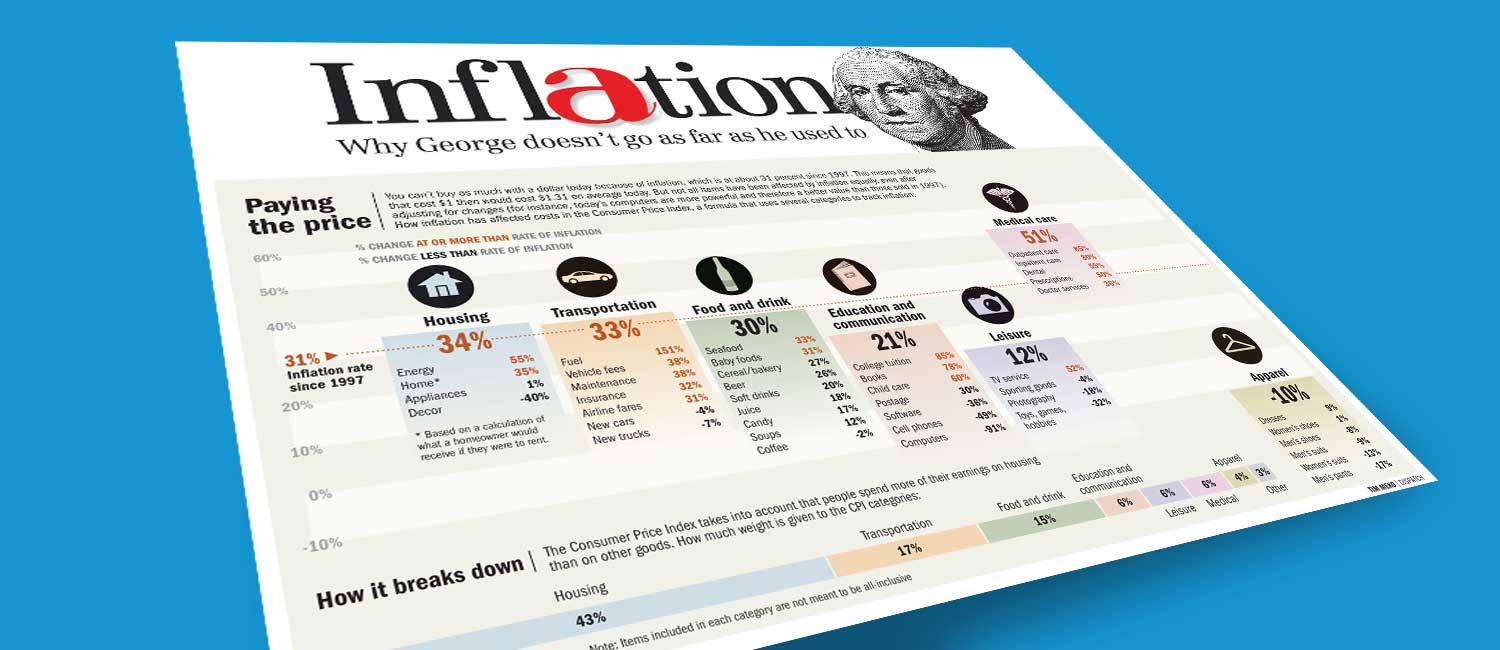 Inflation
Why George doesn't go as far as he used to
Paying
the price
You can't buy as much with a dollar today because of inflation, which is at about 31 percent since 1997. This means that goods
that cost $1 then would cost $1.31 on average today. But not all items have been affected by inflation equally, even after
adjusting for changes (for instance, today's computers are more powerful and therefore a better value than those sold in 1997).
How inflation has affected costs in the Consumer Price Index, a formula that uses several categories to track inflation:
% CHANGE AT OR MORE THAN RATE OF INFLATION
% CHANGE LESS THAN RATE OF INFLATION
60%
50%
40%
31%
Inflation rate
since 1997
20%
10%
0%
-10%
Housing
34%
Energy 55%
Home* 35%
Appliances 1%
Decor -40%
* Based on a calculation of
what a homeowner would
receive if they were to rent.
Transportation
33%
Fuel 151%
Vehicle fees 38%
Maintenance 38%
Insurance 32%
Airline fares 31%
New cars -4%
New trucks -7%
Food and drink
30%
Seafood 33%
Baby foods 31%
Cereal/bakery 27%
Beer 26%
Soft drinks 20%
Juice 18%
Candy 17%
Soups 12%
Coffee -2%
Education and
communication
21%
College tuition 85%
Books 78%
Child care 60%
Postage 30%
Software -36%
Cell phones -49%
Computers -91%
Leisure
12%
TV service 52%
Sporting goods -4%
Photography -18%
Toys, games, -32%
hobbies
Medical care
51%
Outpatient care
Inpatient care 80%
Dental 59%
Prescriptions 50%
Doctor services 36%
Apparel
-10%
Dresses 9%
Women's shoes 1%
Men's shoes -8%
Men's suits -9%
Women's suits -13%
Men's pants -17%
How it breaks down
The Consumer Price Index takes into account that people spend more of their earnings on housing
than on other goods. How much weight is given to the CPI categories:
Housing
43%
Transportation
17%
Food and drink
15%
Education and
communication
6%
6%
Leisure
6%
Medical
Apparel
4%
3%
Other
Note: Items included in each category are not meant to be all-inclusive
| DISPATCH